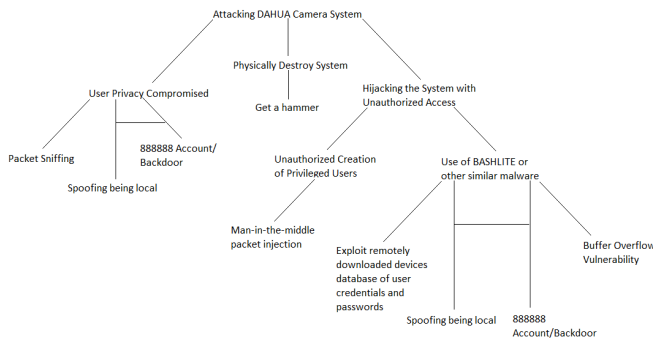 Attacking DAHUA Camera System
Physically Destroy System
User Privacy Compromised
Hijacking the System with
Unauthorized Access
Get a hammer
888888 Account/
Backdoor
Packet Sniffing
Spoofing being local
Unauthorized Creation
of Privileged Users
Use of BASHLITE or
other similar malware
Man-in-the-middle
packet injection
Exploit remotely
downloaded devices
database of user
credentials and
passwords
Buffer Overflow
Vulnerability
Spoofing being local
888888
Account/Backdoor